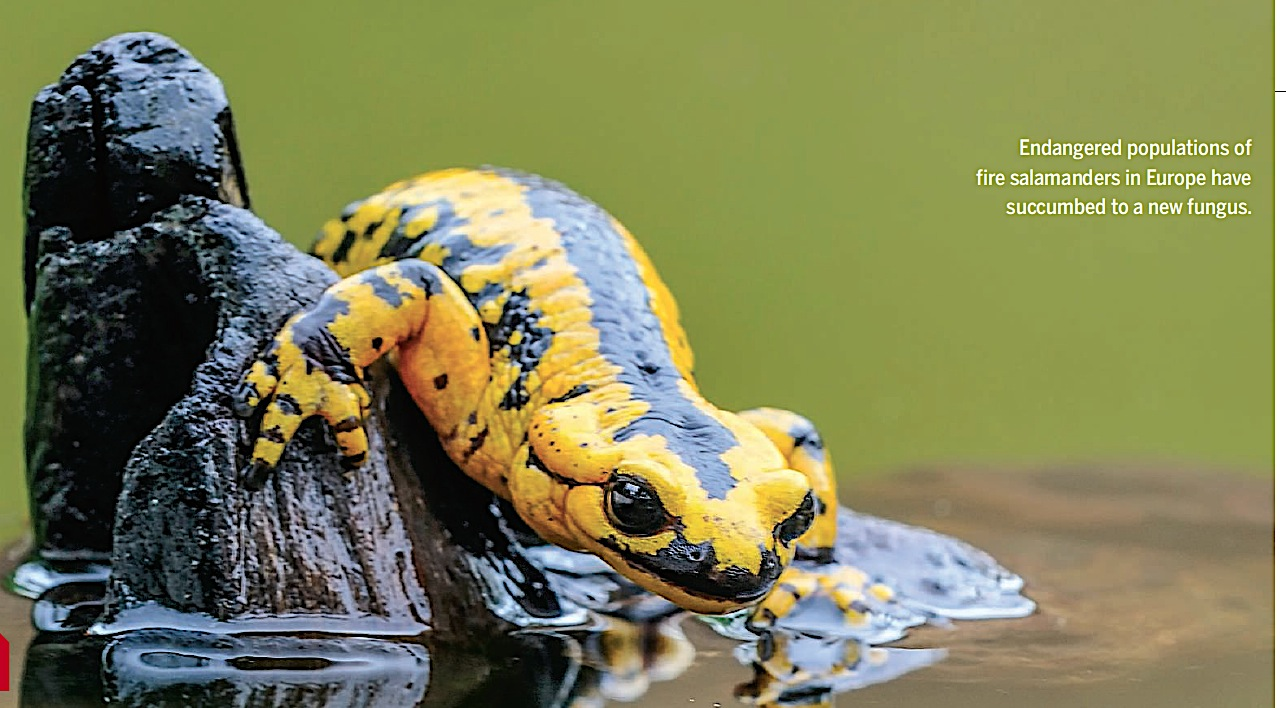 Endangered populations of
fire salamanders in Europe have
succumbed to a new fungus.